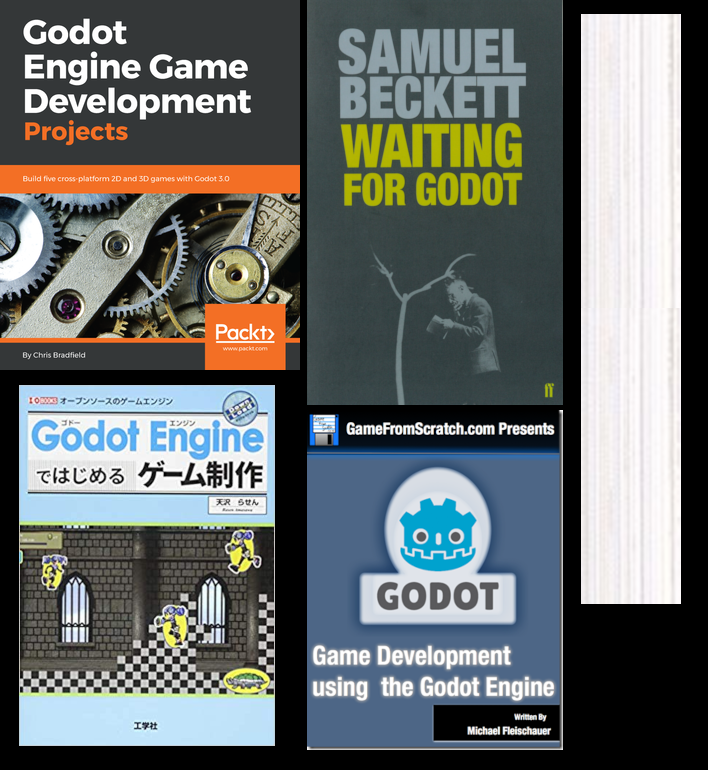 Godot
Engine Game
Development
Projects
Build five cross-platform 2D and 3D games with Godot 3.0
Packt>
www.packt.com
By Chris Bradfield
SAMUEL
BECKETT
WAITING
FOR GODOT
ff
I/O BOOKS オープンソースのゲームエンジン
ゴドー エンジン
Godot Engine
ではじめる ゲーム制作
天沢 らせん
工学社
GameFromScratch.com Presents
GODOT
Game Development
using the Godot Engine
Written By
Michael Fleischauer